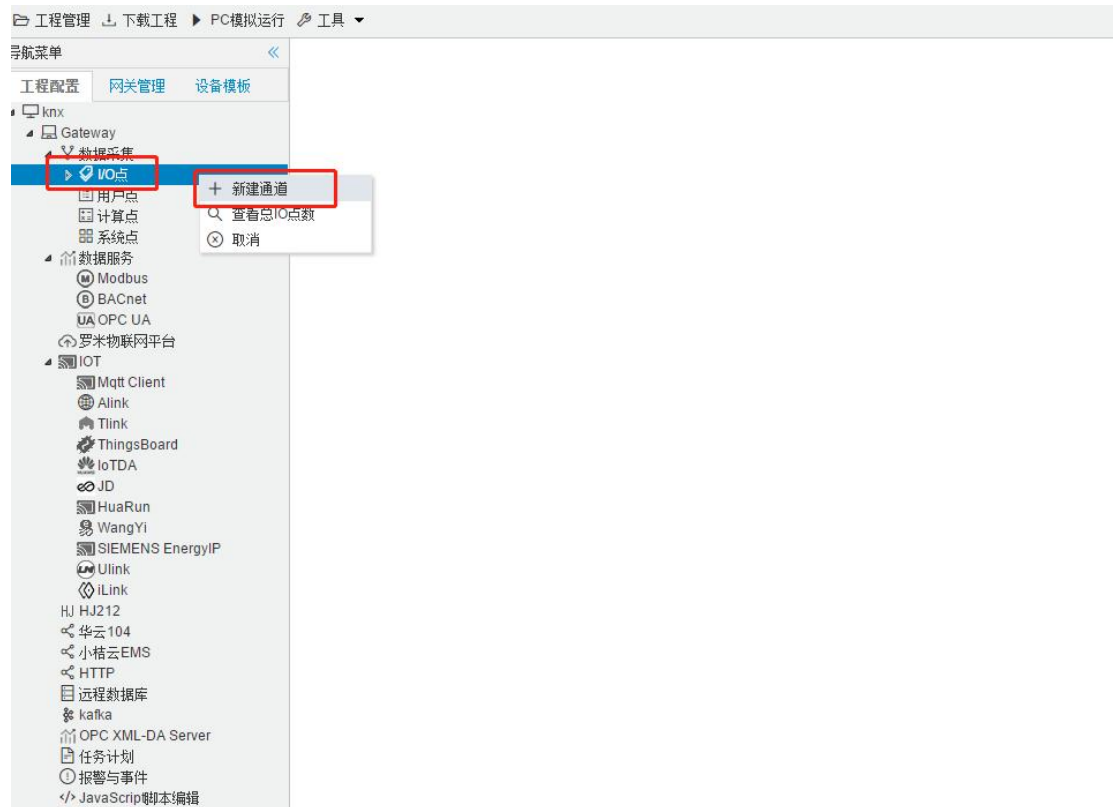 工程管理 下载工程 PC模拟运行 工具
导航菜单
工程配置 网关管理 设备模板
knx
Gateway
数据采集
I/O点
新建通道
用户点
查看总IO点数
计算点
取消
系统点
数据服务
Modbus
BACnet
UA OPC UA
罗米物联网平台
IOT
Mqtt Client
Alink
Tlink
ThingsBoard
IoTDA
JD
HuaRun
WangYi
SIEMENS EnergyIP
Ulink
iLink
HJ HJ212
华云104
小桔云EMS
HTTP
远程数据库
kafka
OPC XML-DA Server
任务计划
报警与事件
JavaScript脚本编辑